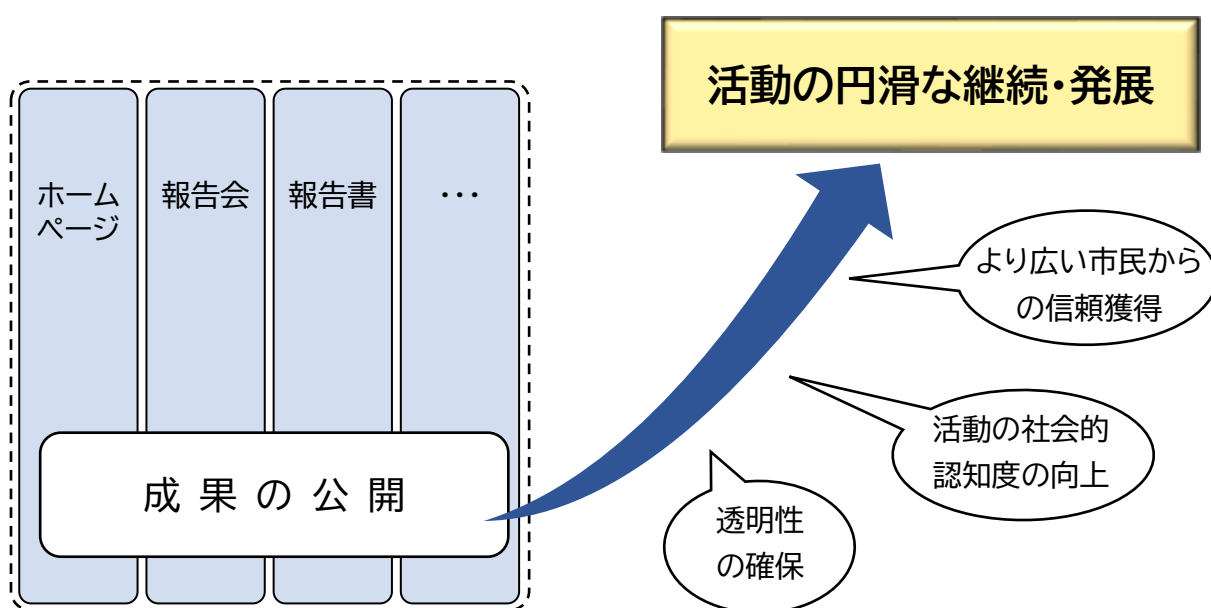 活動の円滑な継続・発展
ホーム
ページ
報告会
報告書
・・・
より広い市民から
の信頼獲得
活動の社会的
認知度の向上
成果の公開
透明性
の確保